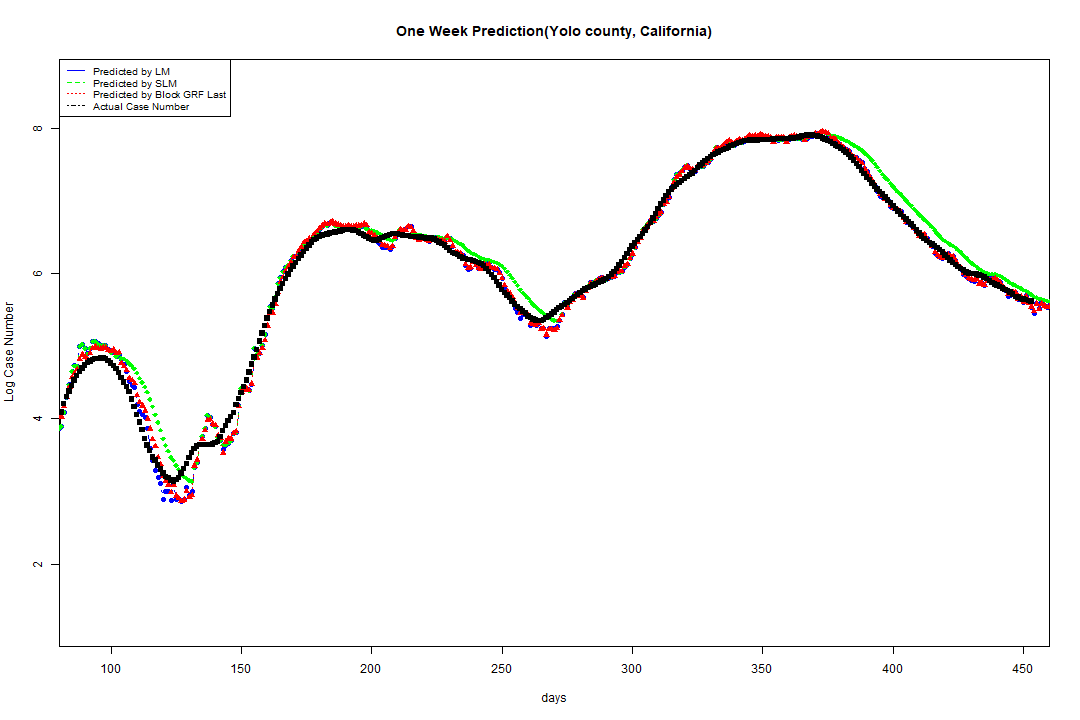 One Week Prediction(Yolo county, California)
Predicted by LM
Predicted by SLM
Predicted by Block GRF Last
Actual Case Number
8
6
4
2
Log Case Number
100 150 200 250 300 350 400 450
days